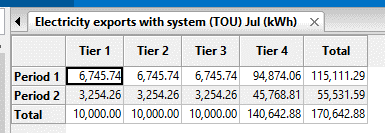 Electricity exports with system (TOU) Jul (kWh)
Tier 1 Tier 2 Tier 3 Tier 4 Total
Period 1 6,745.74 6,745.74 6,745.74 94,874.06 115,111.29
Period 2 3,254.26 3,254.26 3,254.26 45,768.81 55,531.59
Total 10,000.00 10,000.00 10,000.00 140,642.88 170,642.88